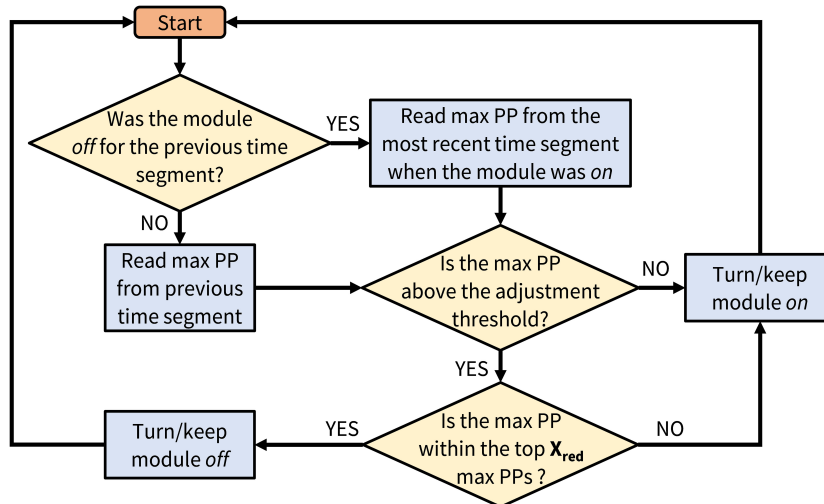 Start
Was the module
off for the previous time
segment?
YES
Read max PP from the
most recent time segment
when the module was on
NO
Read max PP
from previous
time segment
Is the max PP
above the adjustment
threshold?
NO
Turn/keep
module on
YES
Is the max PP
within the top Xred
max PPs ?
YES
NO
Turn/keep
module off